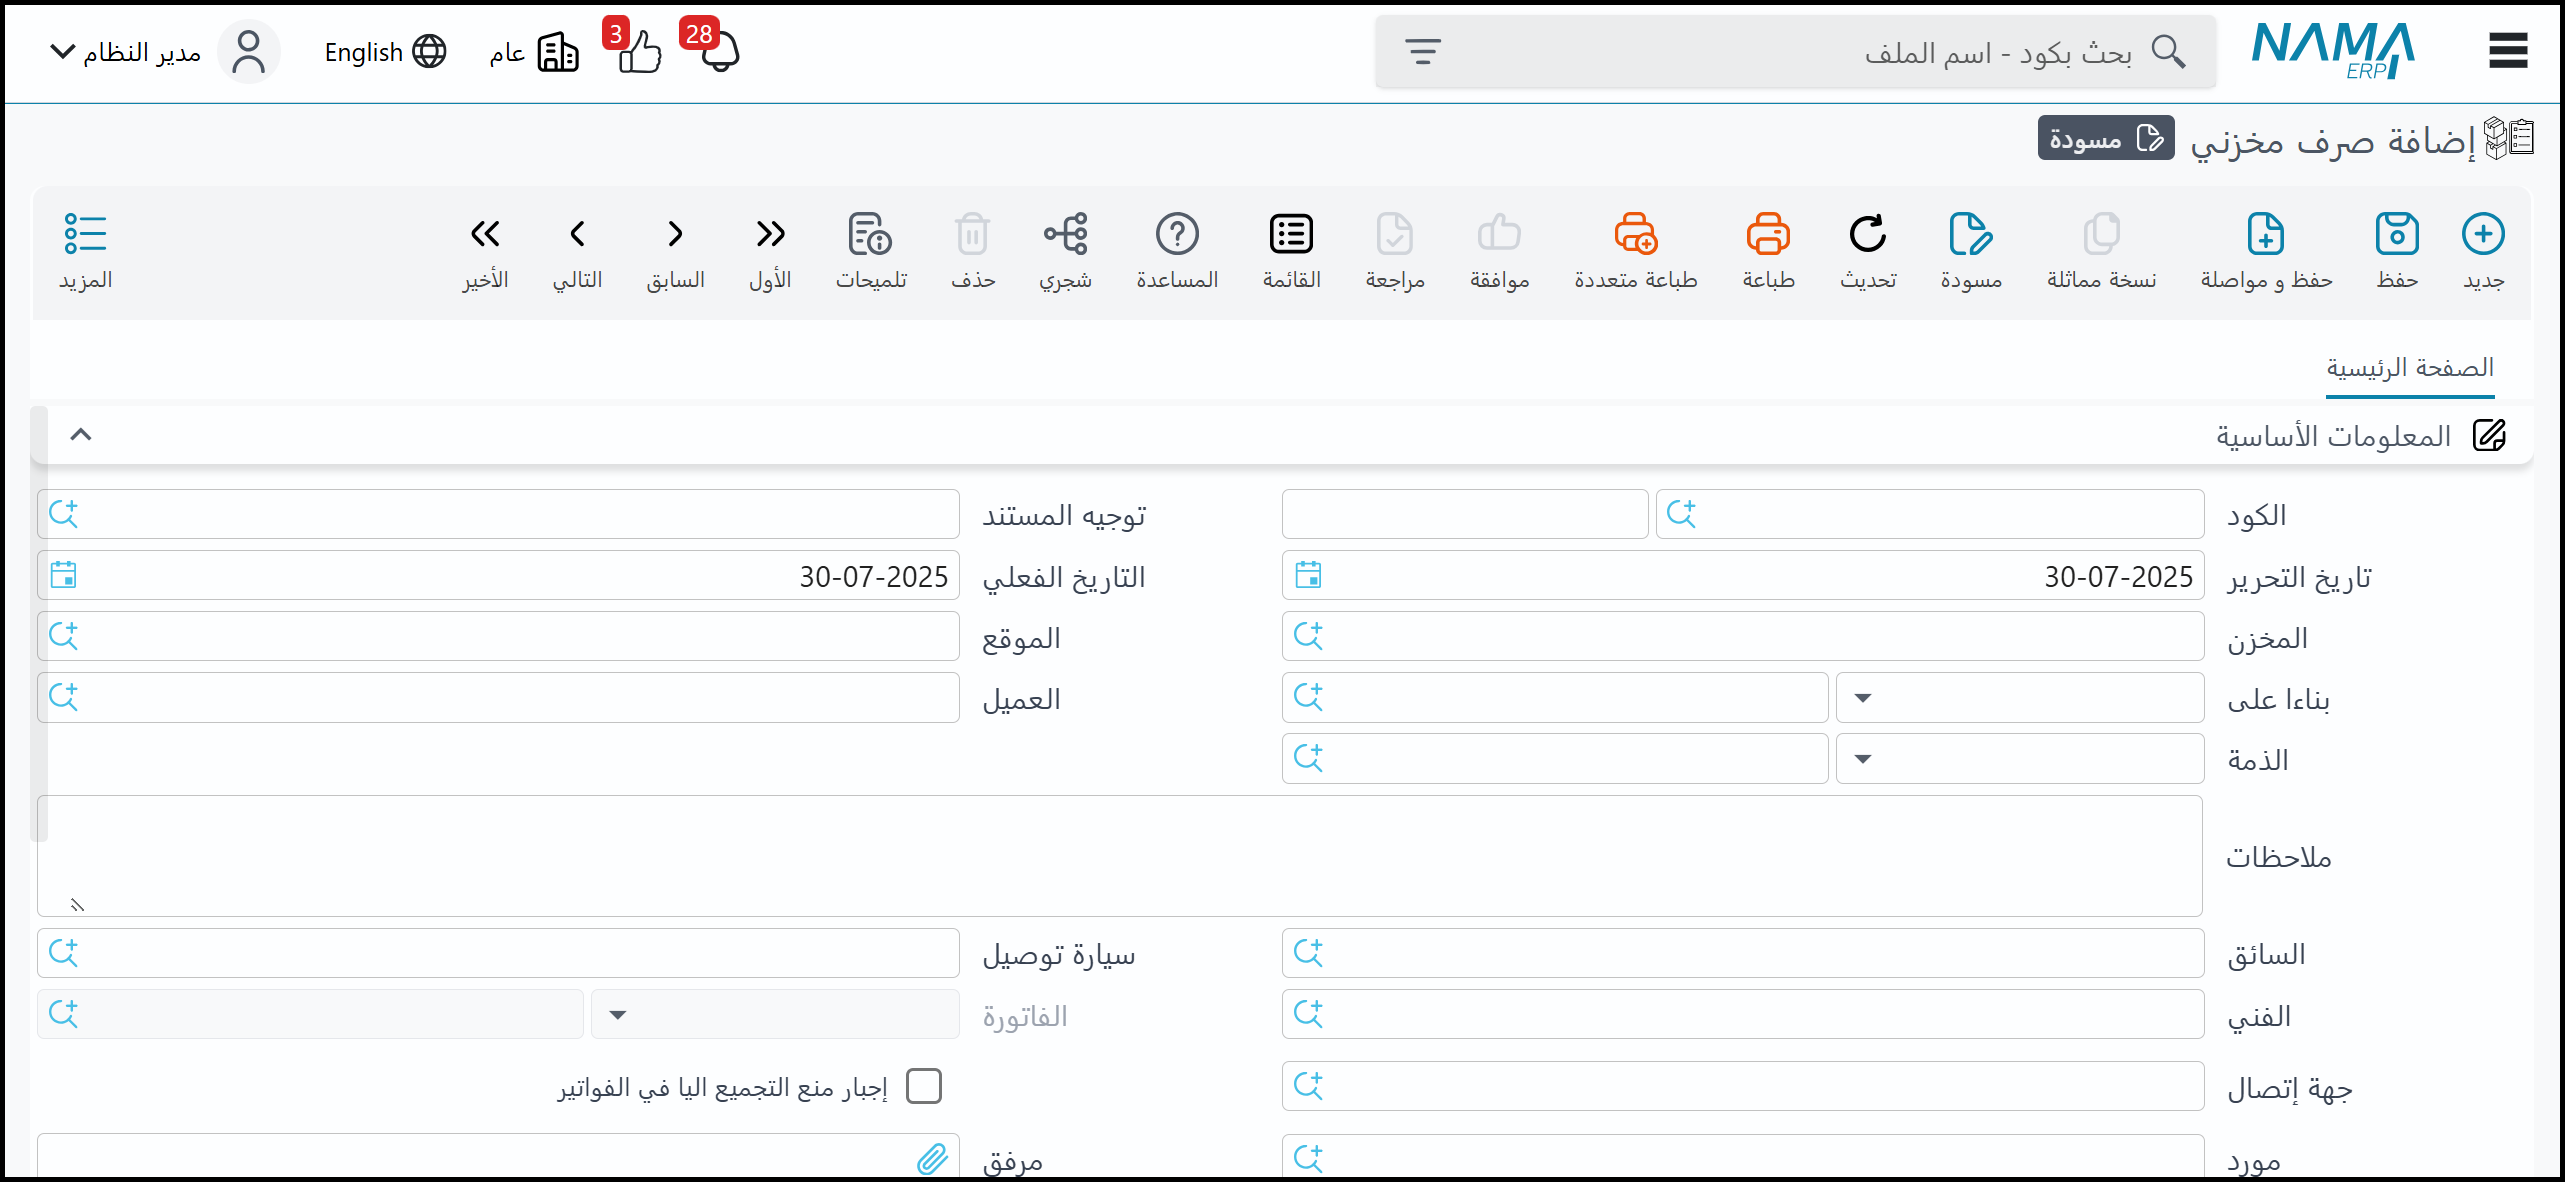 NAMA ERP
بحث بكود - اسم الملف
28
3
عام
English
مدير النظام
إضافة صرف مخزني
مسودة
جديد
حفظ
حفظ و مواصلة
نسخة مماثلة
مسودة
تحديث
طباعة
طباعة متعددة
موافقة
مراجعة
القائمة
المساعدة
شجري
حذف
تلميحات
الأول
السابق
التالي
الأخير
المزيد
الصفحة الرئيسية
المعلومات الأساسية
الكود
توجيه المستند
تاريخ التحرير
30-07-2025
التاريخ الفعلي
30-07-2025
المخزن
الموقع
بناءا على
العميل
الذمة
ملاحظات
السائق
سيارة توصيل
الفني
الفاتورة
جهة إتصال
إجبار منع التجميع اليا في الفواتير
مورد
مرفق